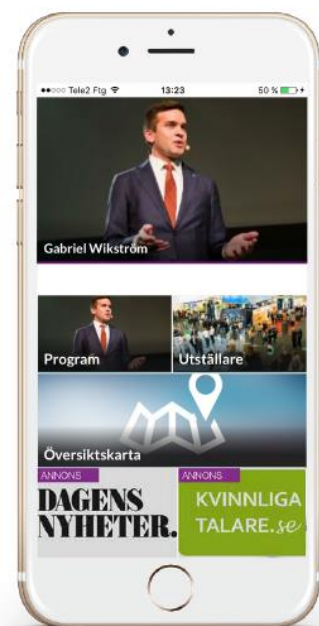 Tele2 Ftg 13:23 50 %
Gabriel Wikström
Program Utställare
Översiktskarta
ANNONS ANNONS
DAGENS KVINNLIGA
NYHETER. TALARE.se